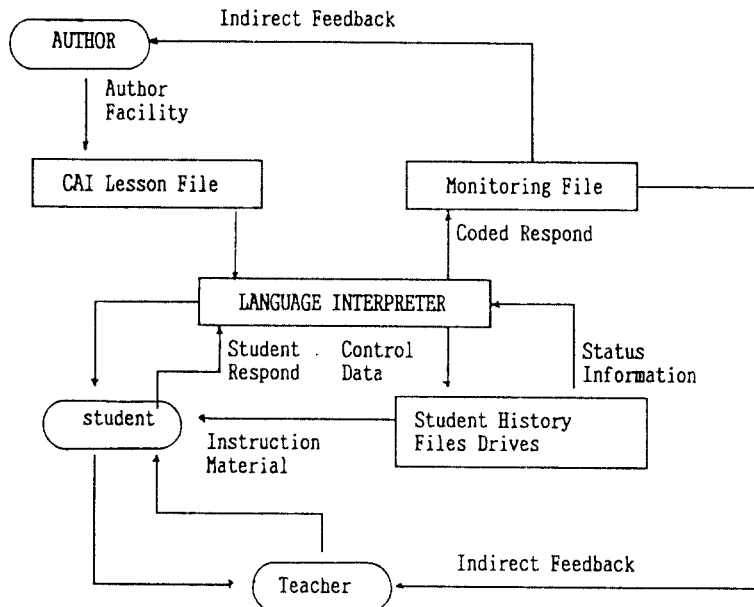 Indirect Feedback
AUTHOR
Author
Facility
CAI Lesson File
Monitoring File
Coded Respond
LANGUAGE INTERPRETER
Student
Respond
Control
Data
Status
Information
student
Instruction
Material
Student History
Files Drives
Teacher
Indirect Feedback